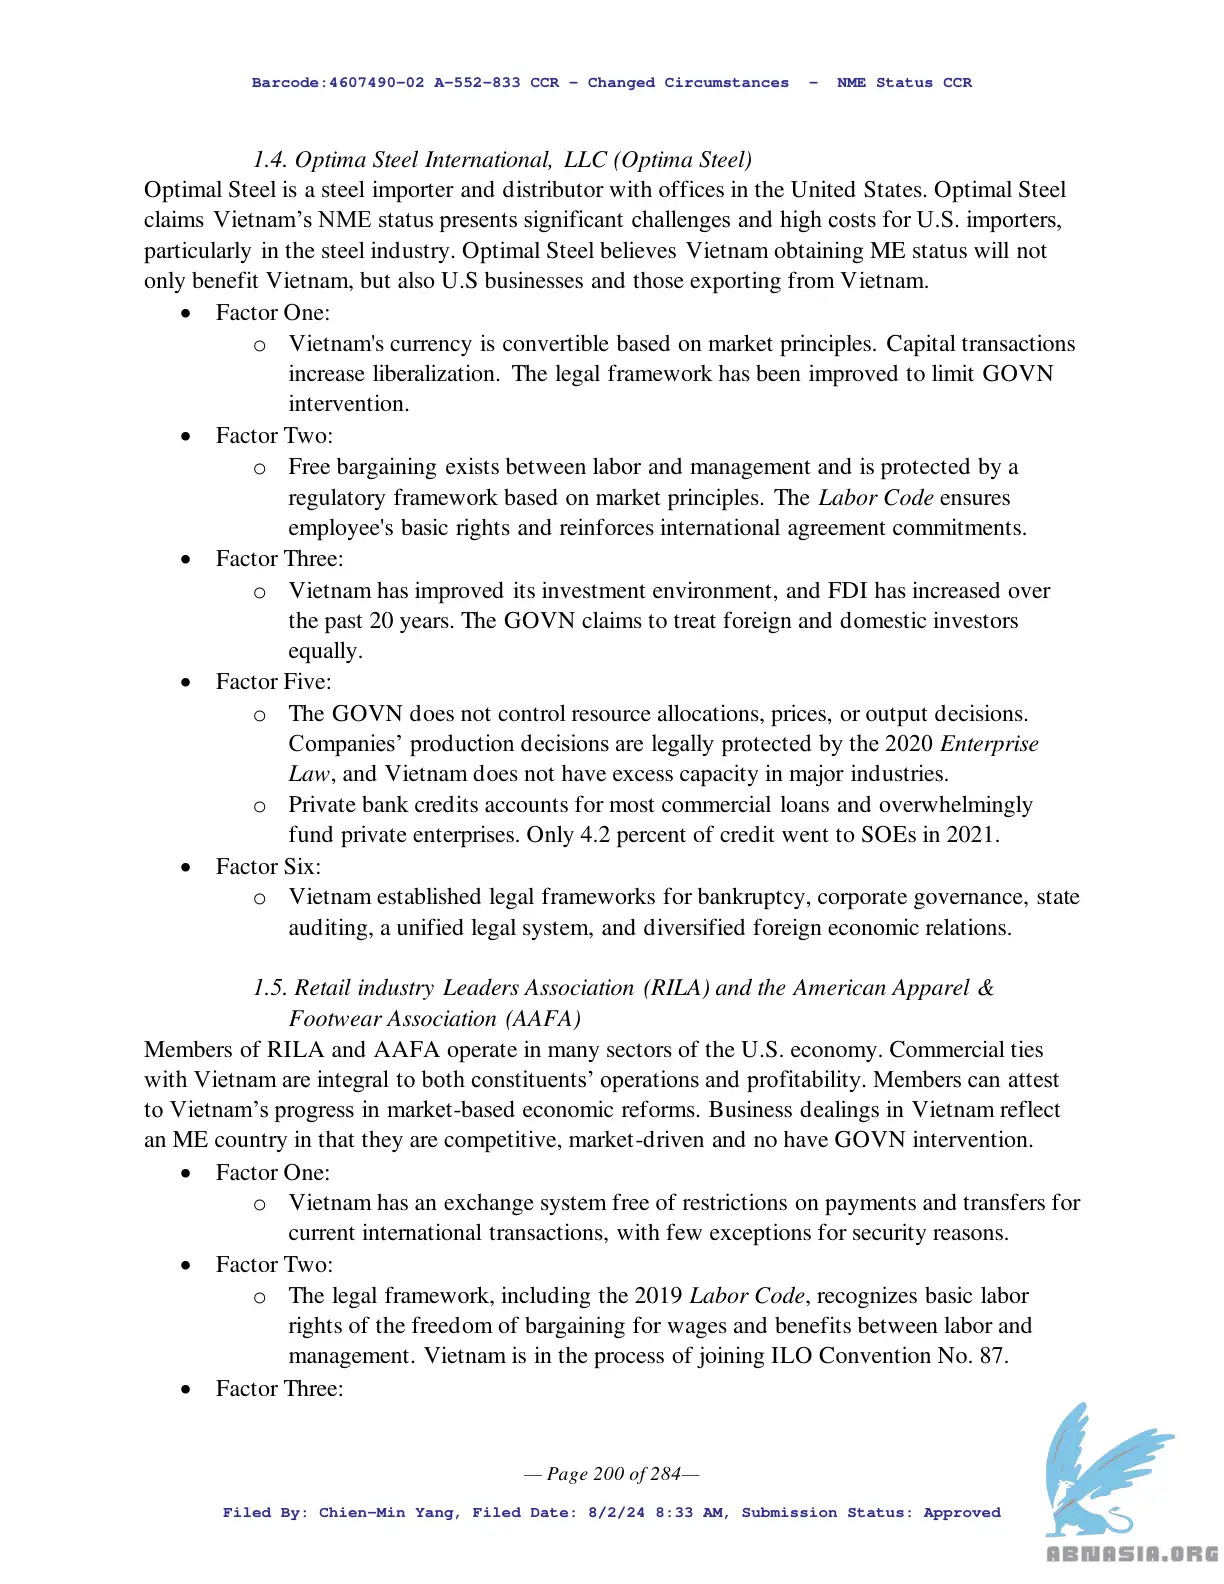 Barcode:4607490-02 A-552-833 CCR - Changed Circumstances - NME Status CCR
1.4. Optima Steel International, LLC (Optima Steel)
Optimal Steel is a steel importer and distributor with offices in the United States. Optimal Steel
claims Vietnam’s NME status presents significant challenges and high costs for U.S. importers,
particularly in the steel industry. Optimal Steel believes Vietnam obtaining ME status will not
only benefit Vietnam, but also U.S businesses and those exporting from Vietnam.
• Factor One:
o Vietnam's currency is convertible based on market principles. Capital transactions
increase liberalization. The legal framework has been improved to limit GOVN
intervention.
• Factor Two:
o Free bargaining exists between labor and management and is protected by a
regulatory framework based on market principles. The Labor Code ensures
employee's basic rights and reinforces international agreement commitments.
• Factor Three:
o Vietnam has improved its investment environment, and FDI has increased over
the past 20 years. The GOVN claims to treat foreign and domestic investors
equally.
• Factor Five:
o The GOVN does not control resource allocations, prices, or output decisions.
Companies’ production decisions are legally protected by the 2020 Enterprise
Law, and Vietnam does not have excess capacity in major industries.
o Private bank credits accounts for most commercial loans and overwhelmingly
fund private enterprises. Only 4.2 percent of credit went to SOEs in 2021.
• Factor Six:
o Vietnam established legal frameworks for bankruptcy, corporate governance, state
auditing, a unified legal system, and diversified foreign economic relations.
1.5. Retail industry Leaders Association (RILA) and the American Apparel &
Footwear Association (AAFA)
Members of RILA and AAFA operate in many sectors of the U.S. economy. Commercial ties
with Vietnam are integral to both constituents’ operations and profitability. Members can attest
to Vietnam’s progress in market-based economic reforms. Business dealings in Vietnam reflect
an ME country in that they are competitive, market-driven and no have GOVN intervention.
• Factor One:
o Vietnam has an exchange system free of restrictions on payments and transfers for
current international transactions, with few exceptions for security reasons.
• Factor Two:
o The legal framework, including the 2019 Labor Code, recognizes basic labor
rights of the freedom of bargaining for wages and benefits between labor and
management. Vietnam is in the process of joining ILO Convention No. 87.
• Factor Three:
— Page 200 of 284—
Filed By: Chien-Min Yang, Filed Date: 8/2/24 8:33 AM, Submission Status: Approved
ABNASIA.ORG